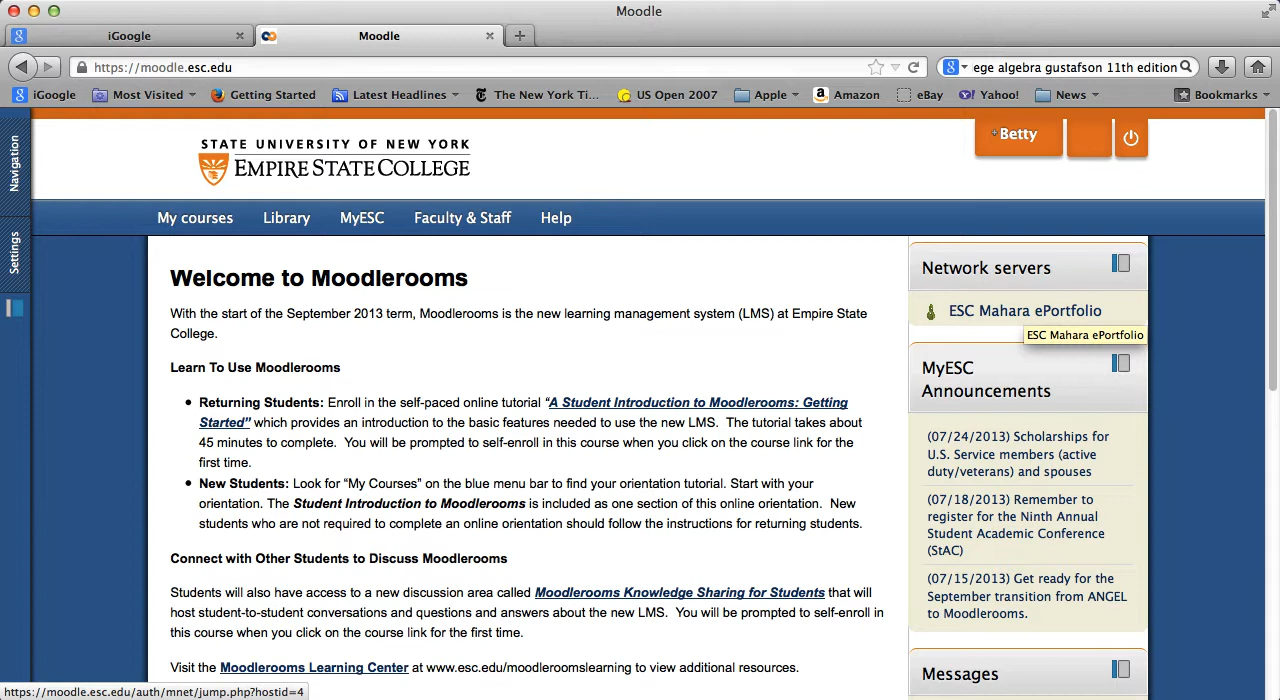 Moodle
iGoogle
Moodle
https://moodle.esc.edu
ege algebra gustafson 11th edition
iGoogle
Most Visited
Getting Started
Latest Headlines
The New York Ti...
US Open 2007
Apple
Amazon
eBay
Yahoo!
News
Bookmarks
Navigation
Settings
STATE UNIVERSITY OF NEW YORK
EMPIRE STATE COLLEGE
Betty
My courses
Library
MyESC
Faculty & Staff
Help
Welcome to Moodlerooms
With the start of the September 2013 term, Moodlerooms is the new learning management system (LMS) at Empire State
College.
Learn To Use Moodlerooms
• Returning Students: Enroll in the self-paced online tutorial “A Student Introduction to Moodlerooms: Getting
Started” which provides an introduction to the basic features needed to use the new LMS. The tutorial takes about
45 minutes to complete. You will be prompted to self-enroll in this course when you click on the course link for the
first time.
• New Students: Look for “My Courses” on the blue menu bar to find your orientation tutorial. Start with your
orientation. The Student Introduction to Moodlerooms is included as one section of this online orientation. New
students who are not required to complete an online orientation should follow the instructions for returning students.
Connect with Other Students to Discuss Moodlerooms
Students will also have access to a new discussion area called Moodlerooms Knowledge Sharing for Students that will
host student-to-student conversations and questions and answers about the new LMS. You will be prompted to self-enroll in
this course when you click on the course link for the first time.
Visit the Moodlerooms Learning Center at www.esc.edu/moodleroomslearning to view additional resources.
Network servers
ESC Mahara ePortfolio
ESC Mahara ePortfolio
MyESC
Announcements
(07/24/2013) Scholarships for
U.S. Service members (active
duty/veterans) and spouses
(07/18/2013) Remember to
register for the Ninth Annual
Student Academic Conference
(StAC)
(07/15/2013) Get ready for the
September transition from ANGEL
to Moodlerooms.
Messages
https://moodle.esc.edu/auth/mnet/jump.php?hostid=4